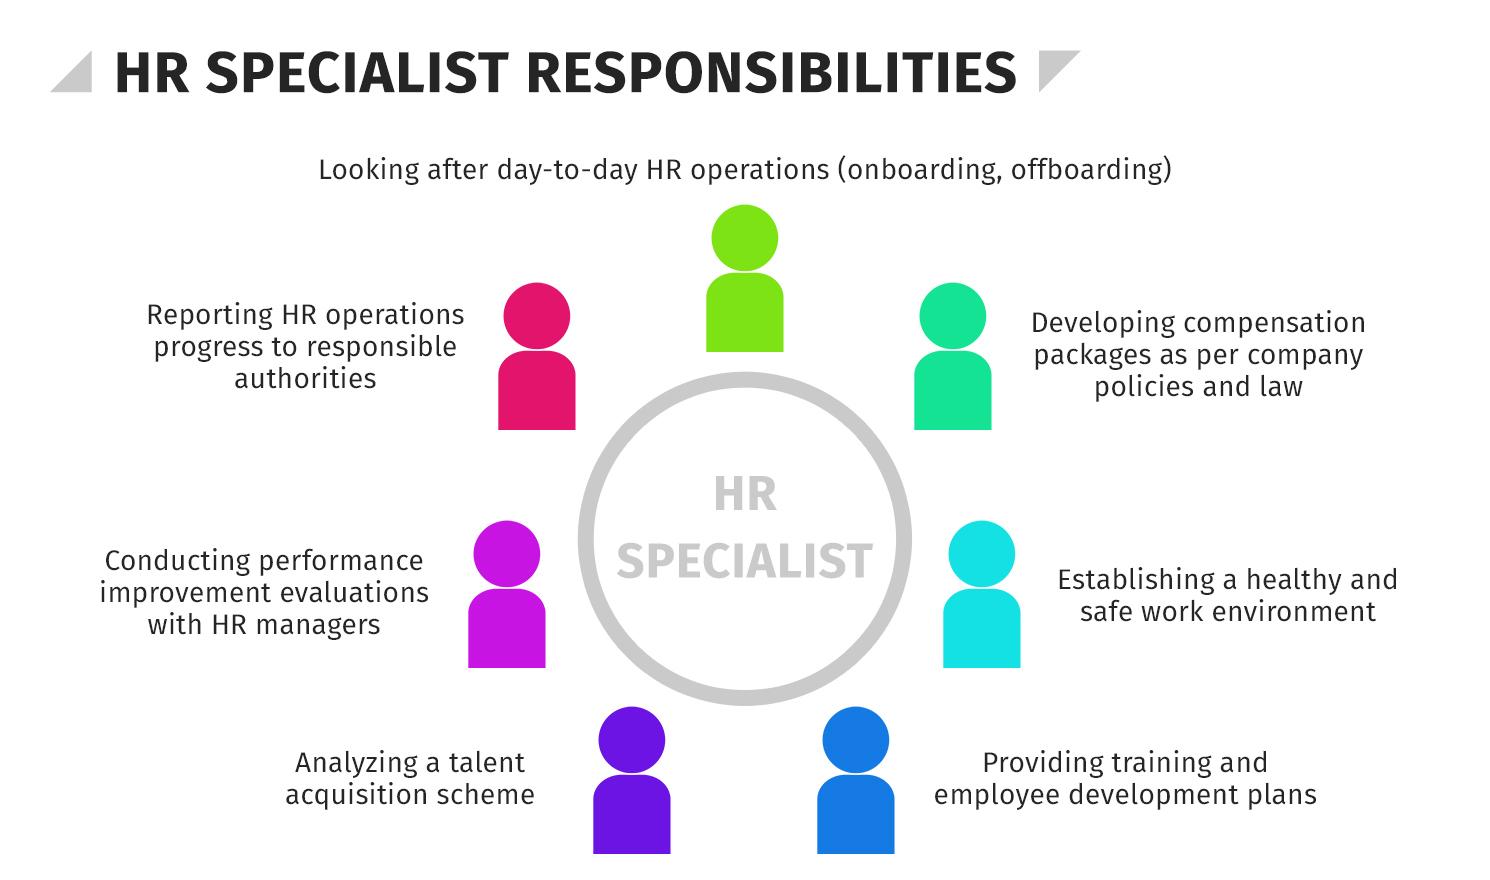 HR SPECIALIST RESPONSIBILITIES
Looking after day-to-day HR operations (onboarding, offboarding)
Reporting HR operations
progress to responsible
authorities
Developing compensation
packages as per company
policies and law
HR
SPECIALIST
Conducting performance
improvement evaluations
with HR managers
Establishing a healthy and
safe work environment
Analyzing a talent
acquisition scheme
Providing training and
employee development plans